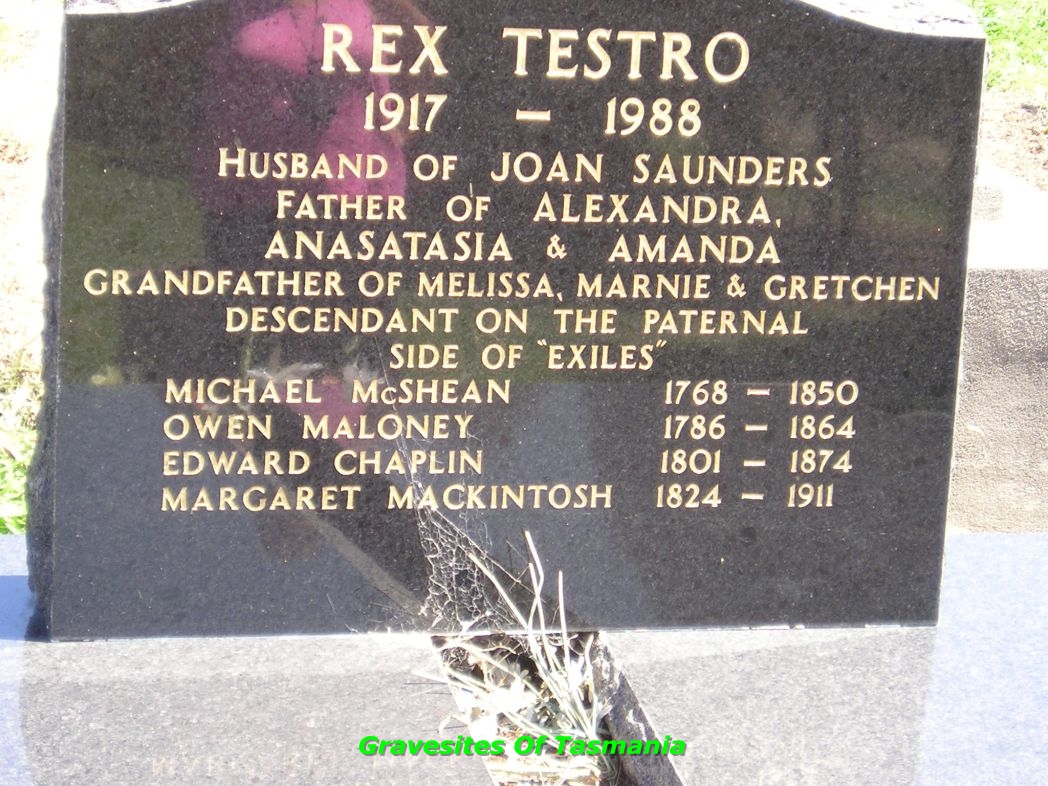 REX TESTRO
1917 – 1988
HUSBAND OF JOAN SAUNDERS
FATHER OF ALEXANDRA,
ANASATASIA & AMANDA
GRANDFATHER OF MELISSA, MARNIE & GRETCHEN
DESCENDANT ON THE PATERNAL
SIDE OF "EXILES"
MICHAEL McSHEAN 1768 – 1850
OWEN MALONEY 1786 – 1864
EDWARD CHAPLIN 1801 – 1874
MARGARET MACKINTOSH 1824 – 1911
Gravesites Of Tasmania